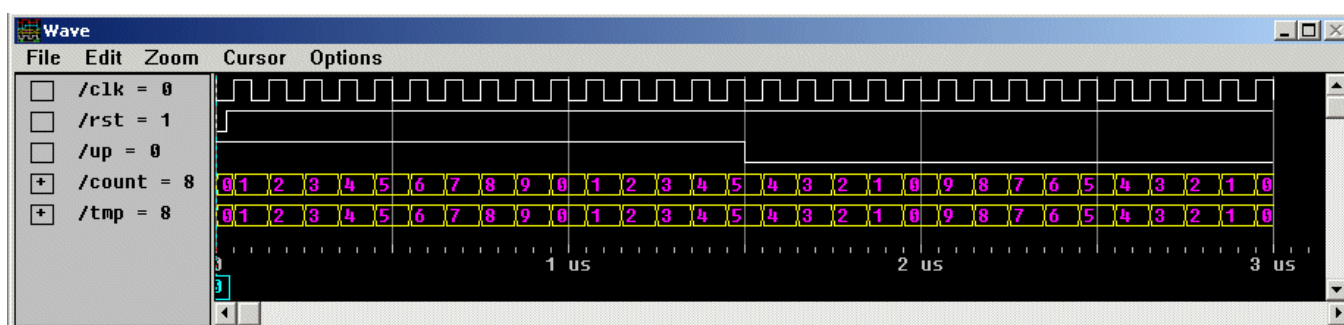 Wave
File Edit Zoom Cursor Options
/clk = 0
/rst = 1
/up = 0
/count = 8 0 1 2 3 4 5 6 7 8 9 0 1 2 3 4 5 4 3 2 1 0 9 8 7 6 5 4 3 2 1 0
/tmp = 8 0 1 2 3 4 5 6 7 8 9 0 1 2 3 4 5 4 3 2 1 0 9 8 7 6 5 4 3 2 1 0
0 1 us 2 us 3 us
0